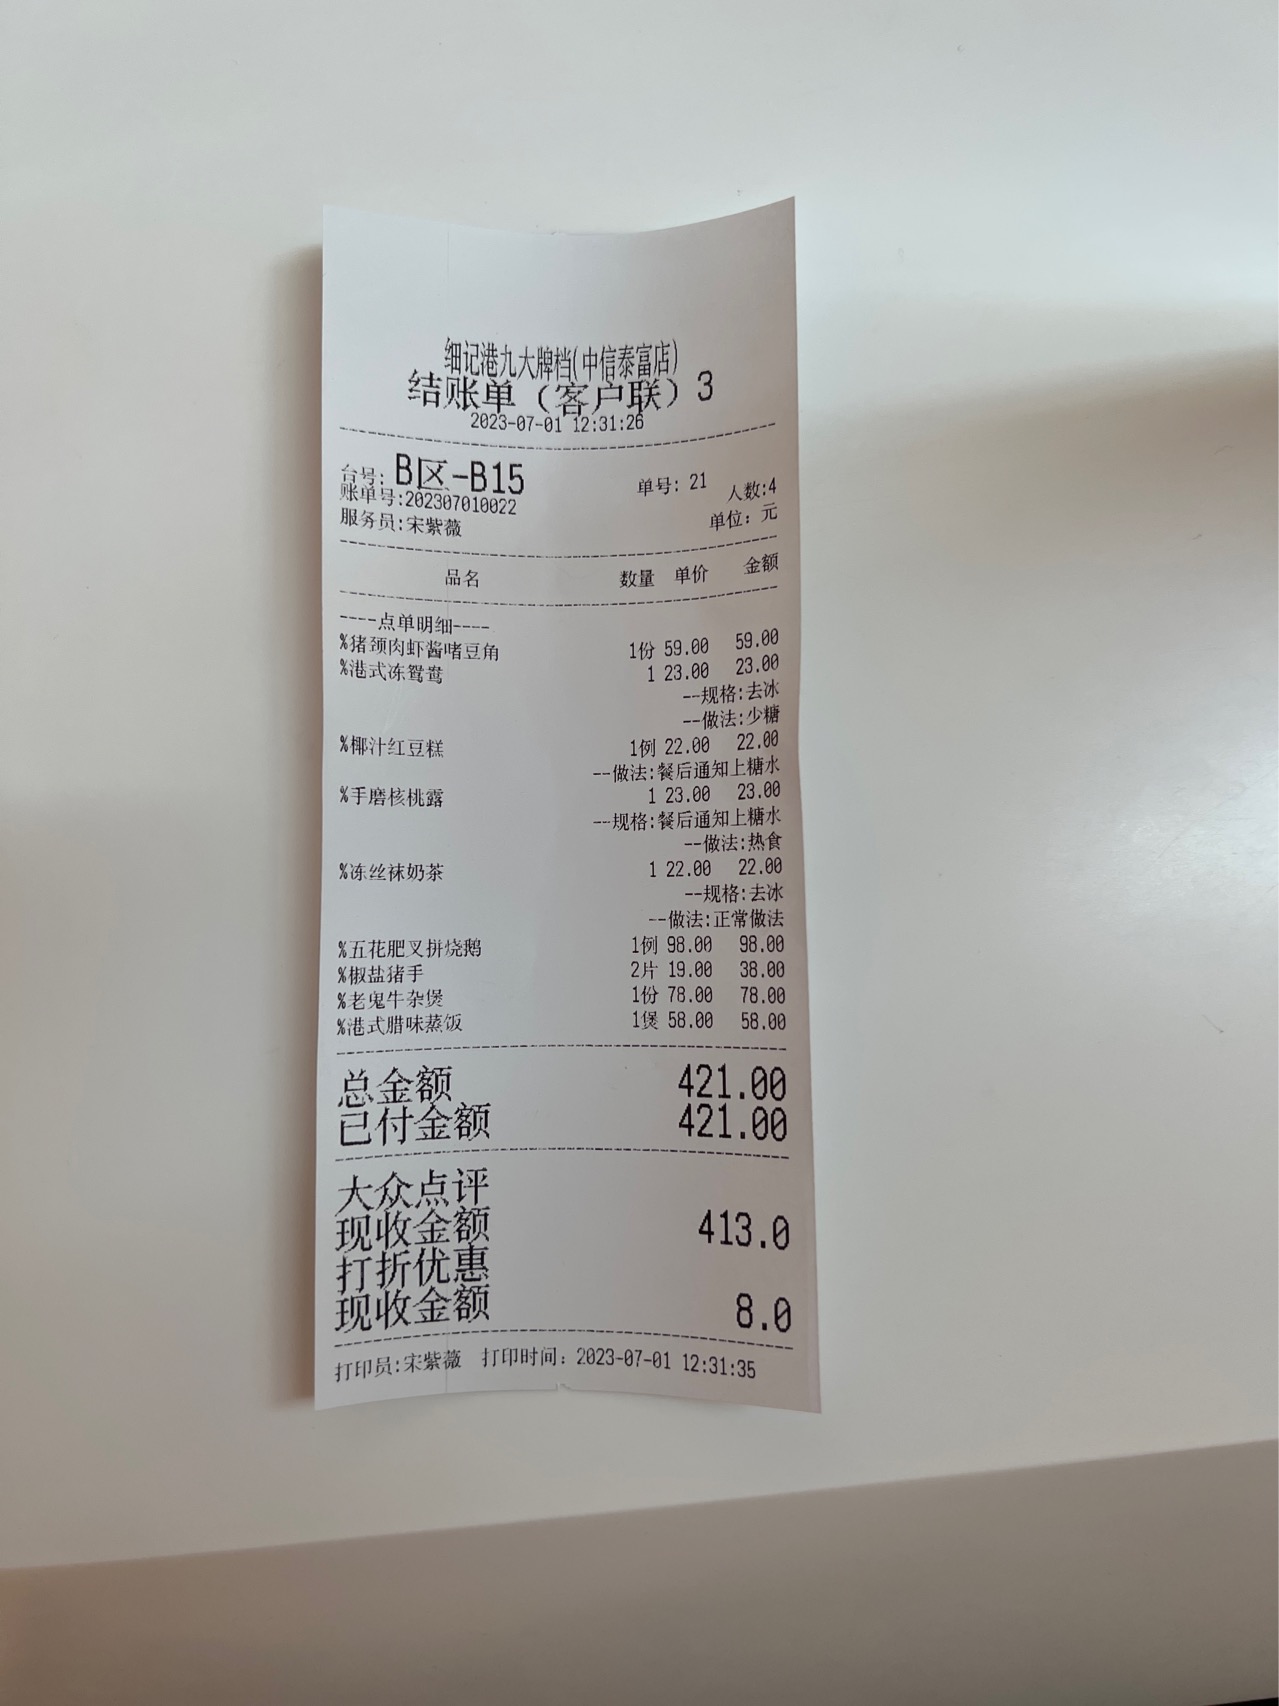 细记港九大牌档(中信泰富店)
结账单（客户联）3
2023-07-01 12:31:26
台号: B区-B15 单号: 21 人数:4
账单号:202307010022
服务员:宋紫薇 单位: 元
品名 数量 单价 金额
----点单明细----
%猪颈肉虾酱啫豆角 1份 59.00 59.00
%港式冻鸳鸯 1 23.00 23.00
--规格:去冰
--做法:少糖
%椰汁红豆糕 1例 22.00 22.00
--做法:餐后通知上糖水
%手磨核桃露 1 23.00 23.00
--规格:餐后通知上糖水
--做法:热食
%冻丝袜奶茶 1 22.00 22.00
--规格:去冰
--做法:正常做法
%五花肥叉拼烧鹅 1例 98.00 98.00
%椒盐猪手 2片 19.00 38.00
%老鬼牛杂煲 1份 78.00 78.00
%港式腊味蒸饭 1煲 58.00 58.00
总金额 421.00
已付金额 421.00
大众点评
现收金额 413.0
打折优惠
现收金额 8.0
打印员:宋紫薇 打印时间: 2023-07-01 12:31:35